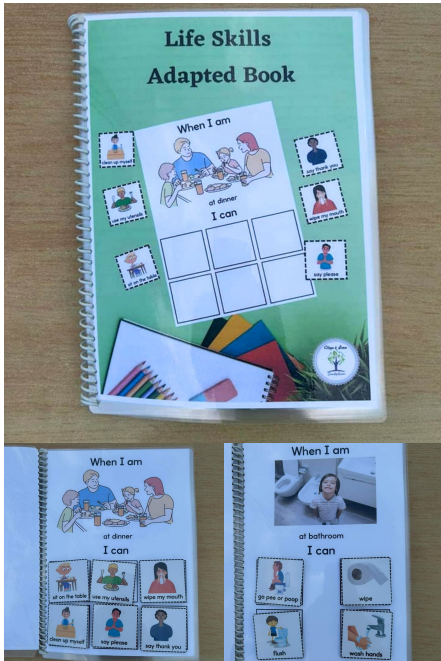 Life Skills
Adapted Book
When I am
at dinner
I can
clean up myself
use my utensils
sit on the table
say thank you
wipe my mouth
say please
When I am
at dinner
I can
sit on the table
use my utensils
wipe my mouth
clean up myself
say please
say thank you
When I am
at bathroom
I can
go pee or poop
wipe
flush
wash hands